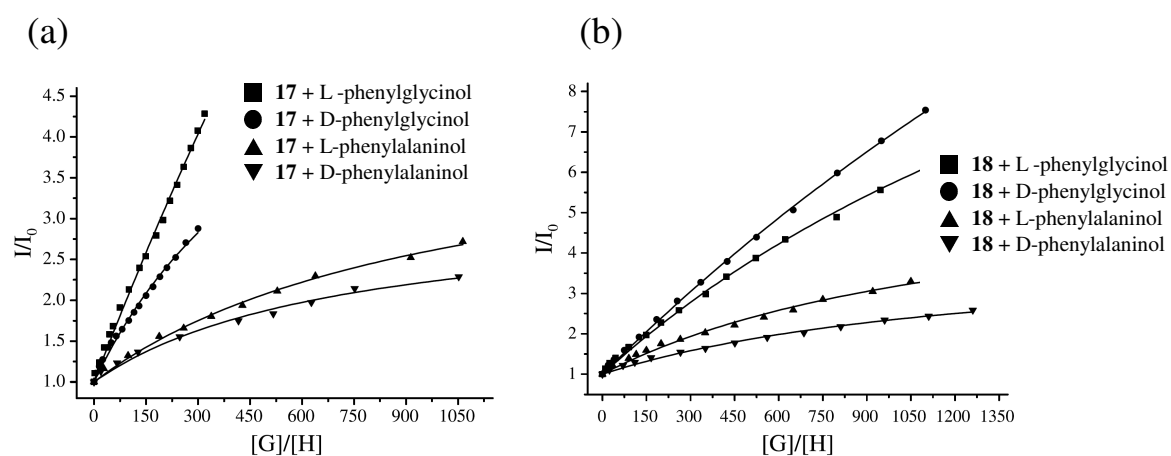 (a)
17 + L -phenylglycinol
17 + D-phenylglycinol
17 + L-phenylalaninol
17 + D-phenylalaninol
I/I0
4.5
4.0
3.5
3.0
2.5
2.0
1.5
1.0
0 150 300 450 600 750 900 1050
[G]/[H]
(b)
18 + L -phenylglycinol
18 + D-phenylglycinol
18 + L-phenylalaninol
18 + D-phenylalaninol
I/I0
8
7
6
5
4
3
2
1
0 150 300 450 600 750 900 1050 1200 1350
[G]/[H]